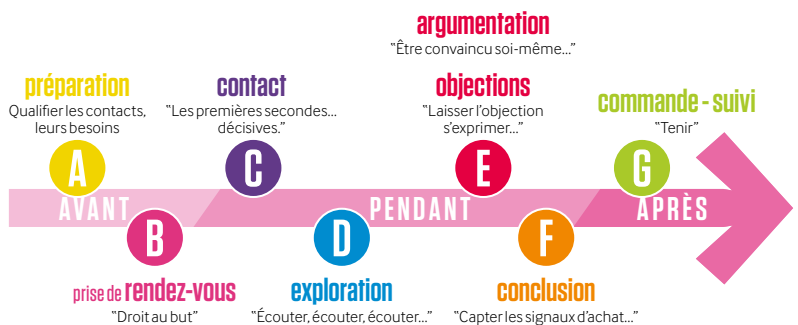 argumentation
"Être convaincu soi-même..."
préparation
Qualifier les contacts,
leurs besoins
contact
"Les premières secondes...
décisives."
objections
"Laisser l'objection
s'exprimer..."
commande - suivi
"Tenir"
A
C
E
G
AVANT
PENDANT
APRÈS
B
D
F
prise de rendez-vous
"Droit au but"
exploration
"Écouter, écouter, écouter..."
conclusion
"Capter les signaux d'achat..."